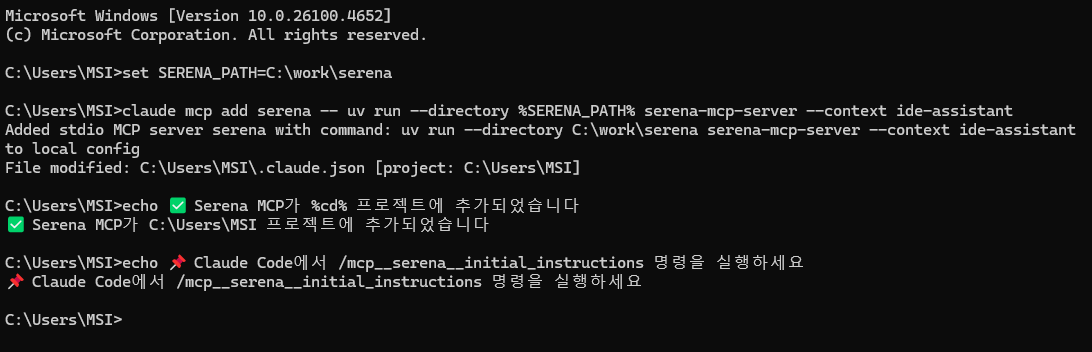 Microsoft Windows [Version 10.0.26100.4652]
(c) Microsoft Corporation. All rights reserved.
C:\Users\MSI>set SERENA_PATH=C:\work\serena
C:\Users\MSI>claude mcp add serena -- uv run --directory %SERENA_PATH% serena-mcp-server --context ide-assistant
Added stdio MCP server serena with command: uv run --directory C:\work\serena serena-mcp-server --context ide-assistant
to local config
File modified: C:\Users\MSI\.claude.json [project: C:\Users\MSI]
C:\Users\MSI>echo ✅ Serena MCP가 %cd% 프로젝트에 추가되었습니다
✅ Serena MCP가 C:\Users\MSI 프로젝트에 추가되었습니다
C:\Users\MSI>echo 📌 Claude Code에서 /mcp__serena__initial_instructions 명령을 실행하세요
📌 Claude Code에서 /mcp__serena__initial_instructions 명령을 실행하세요
C:\Users\MSI>